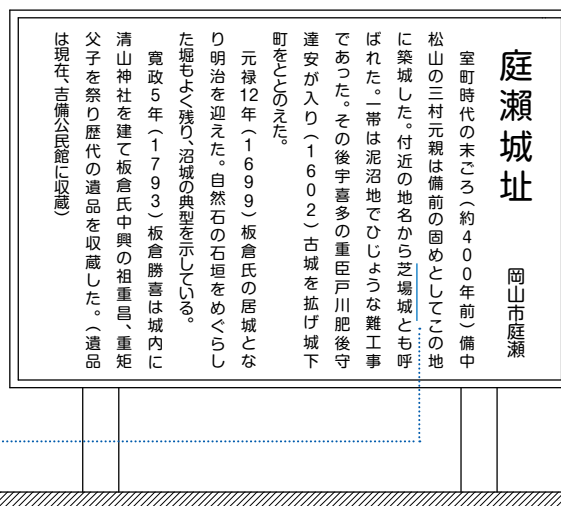 庭瀬城址
岡山市庭瀬
室町時代の末ごろ(約400年前)備中
松山の三村元親は備前の固めとしてこの地
に築城した。付近の地名から芝場城とも呼
ばれた。一帯は泥沼地でひじょうな難工事
であった。その後宇喜多の重臣戸川肥後守
達安が入り(1602)古城を拡げ城下
町をととのえた。
元禄12年(1699)板倉氏の居城とな
り明治を迎えた。自然石の石垣をめぐらし
た堀もよく残り、沼城の典型を示している。
寛政5年(1793)板倉勝喜は城内に
清山神社を建て板倉氏中興の祖重昌、重矩
父子を祭り歴代の遺品を収蔵した。(遺品
は現在、吉備公民館に収蔵)